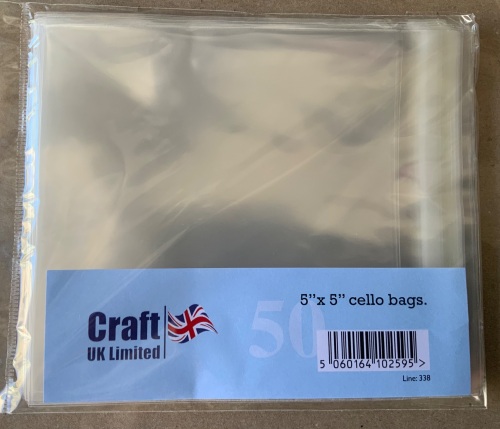 5"x 5" cello bags.
50
Craft
UK Limited
5 060164 102595 >
Line: 338